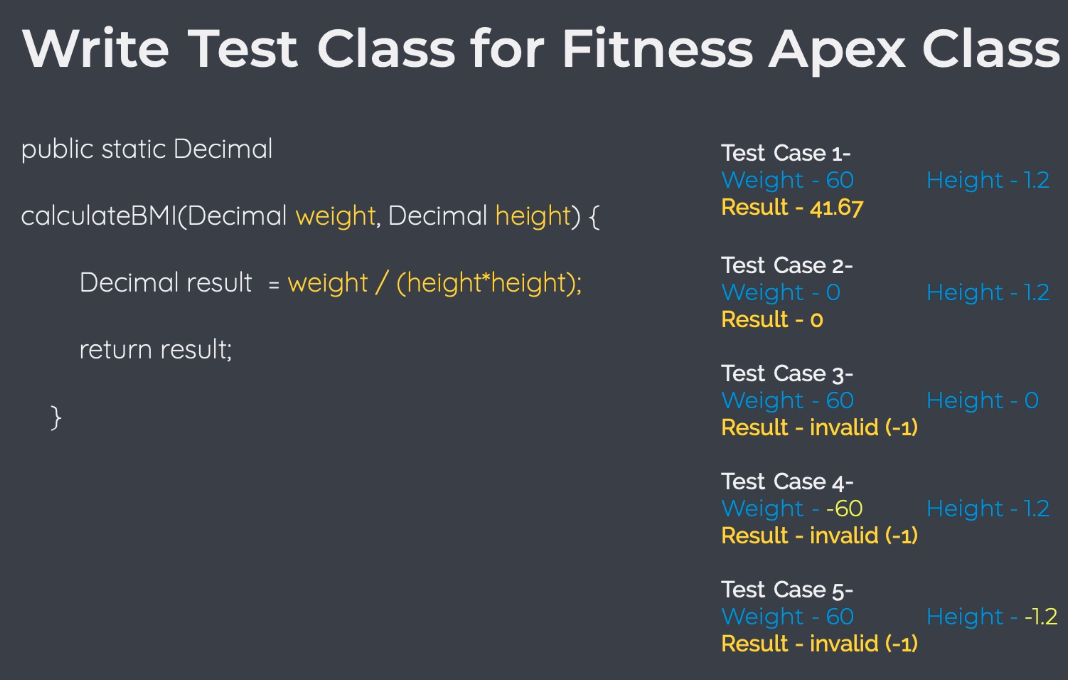 Write Test Class for Fitness Apex Class
public static Decimal
calculateBMI(Decimal weight, Decimal height) {
Decimal result = weight / (height*height);
return result;
}
Test Case 1-
Weight - 60 Height - 1.2
Result - 41.67
Test Case 2-
Weight - 0 Height - 1.2
Result - 0
Test Case 3-
Weight - 60 Height - 0
Result - invalid (-1)
Test Case 4-
Weight - -60 Height - 1.2
Result - invalid (-1)
Test Case 5-
Weight - 60 Height - -1.2
Result - invalid (-1)